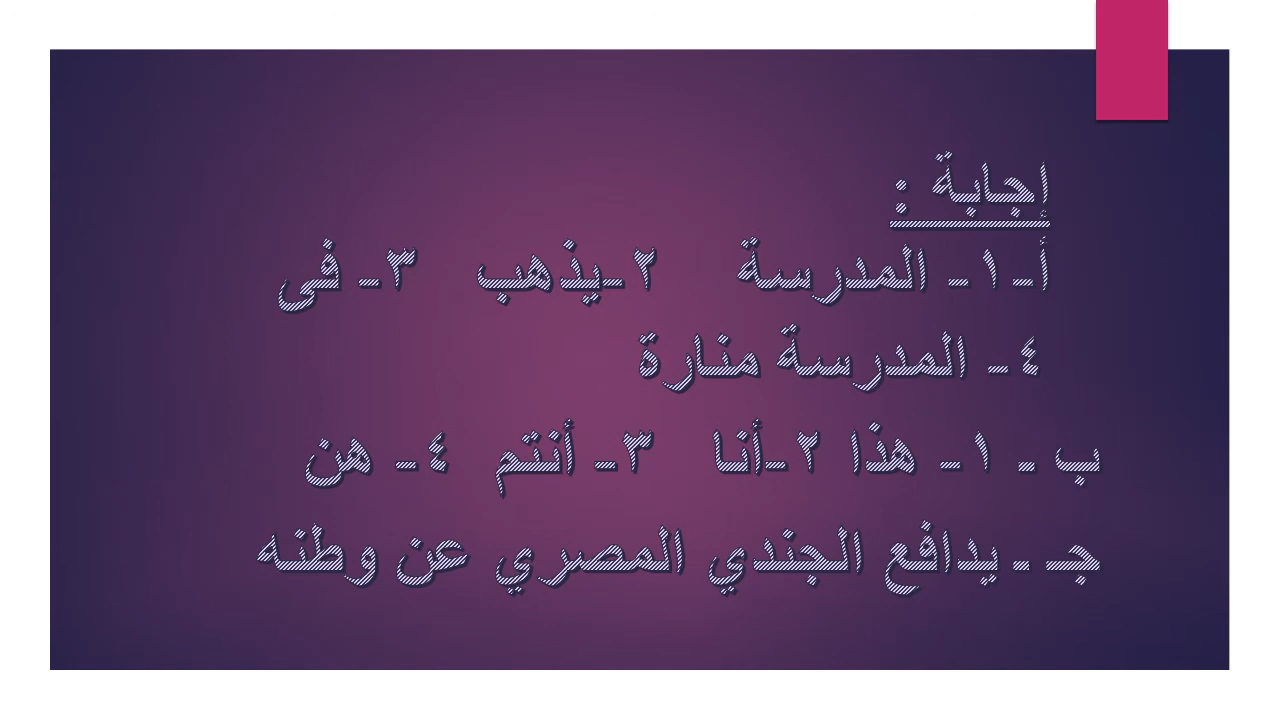 إجابة :
أ-١- المدرسة ٢-يذهب ٣- فى
٤- المدرسة منارة
ب - ١- هذا ٢-أنا ٣- أنتم ٤- هن
جـ - يدافع الجندي المصري عن وطنه